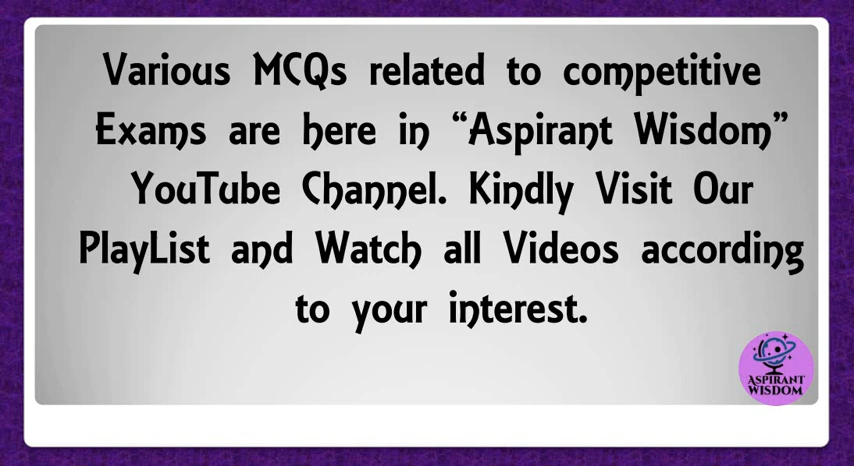 Various MCQs related to competitive
Exams are here in “Aspirant Wisdom”
YouTube Channel. Kindly Visit Our
PlayList and Watch all Videos according
to your interest.
ASPIRANT
WISDOM